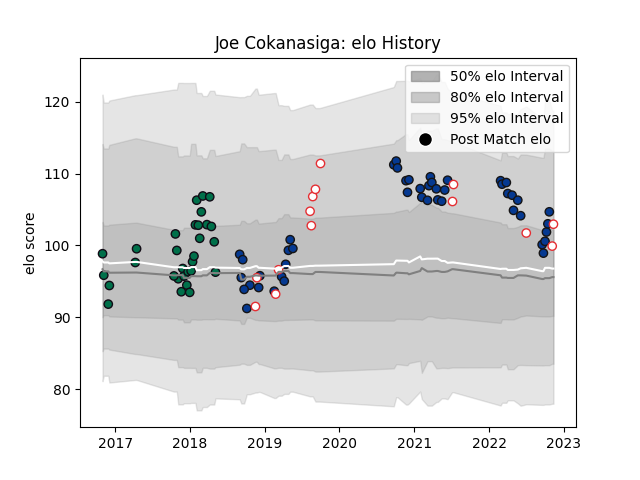 Joe Cokanasiga: elo History
50% elo Interval
80% elo Interval
95% elo Interval
Post Match elo
elo score
120
110
100
90
80
2017 2018 2019 2020 2021 2022 2023